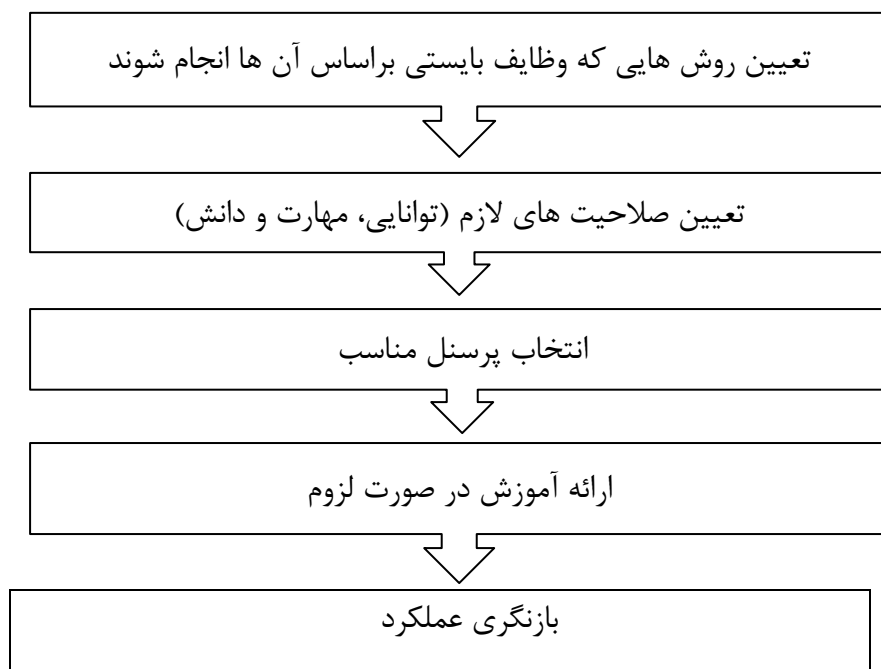 تعیین روش هایی که وظایف بایستی براساس آن ها انجام شوند
تعیین صلاحیت های لازم (توانایی، مهارت و دانش)
انتخاب پرسنل مناسب
ارائه آموزش در صورت لزوم
بازنگری عملکرد